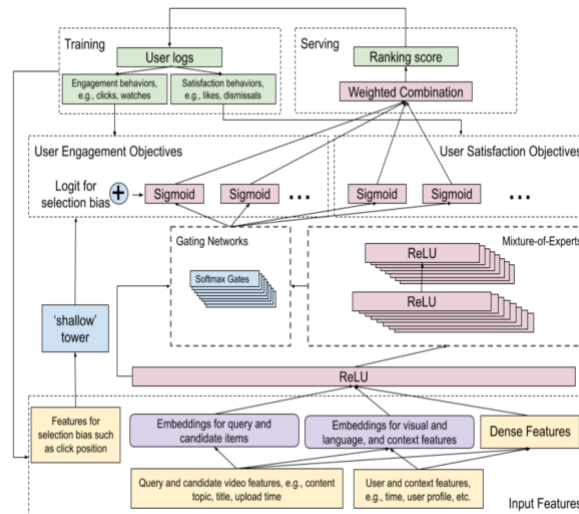 Training
Serving
User logs
Ranking score
Engagement behaviors,
e.g., clicks, watches
Satisfaction behaviors,
e.g., likes, dismissals
Weighted Combination
User Engagement Objectives
User Satisfaction Objectives
Logit for
selection bias
+
Sigmoid
Sigmoid
...
Sigmoid
Sigmoid
...
Gating Networks
Mixture-of-Experts
ReLU
Softmax Gates
ReLU
'shallow'
tower
ReLU
Features for
selection bias such
as click position
Embeddings for query and
candidate items
Embeddings for visual and
language, and context features
Dense Features
Query and candidate video features, e.g., content
topic, title, upload time
User and context features,
e.g., time, user profile, etc.
Input Features